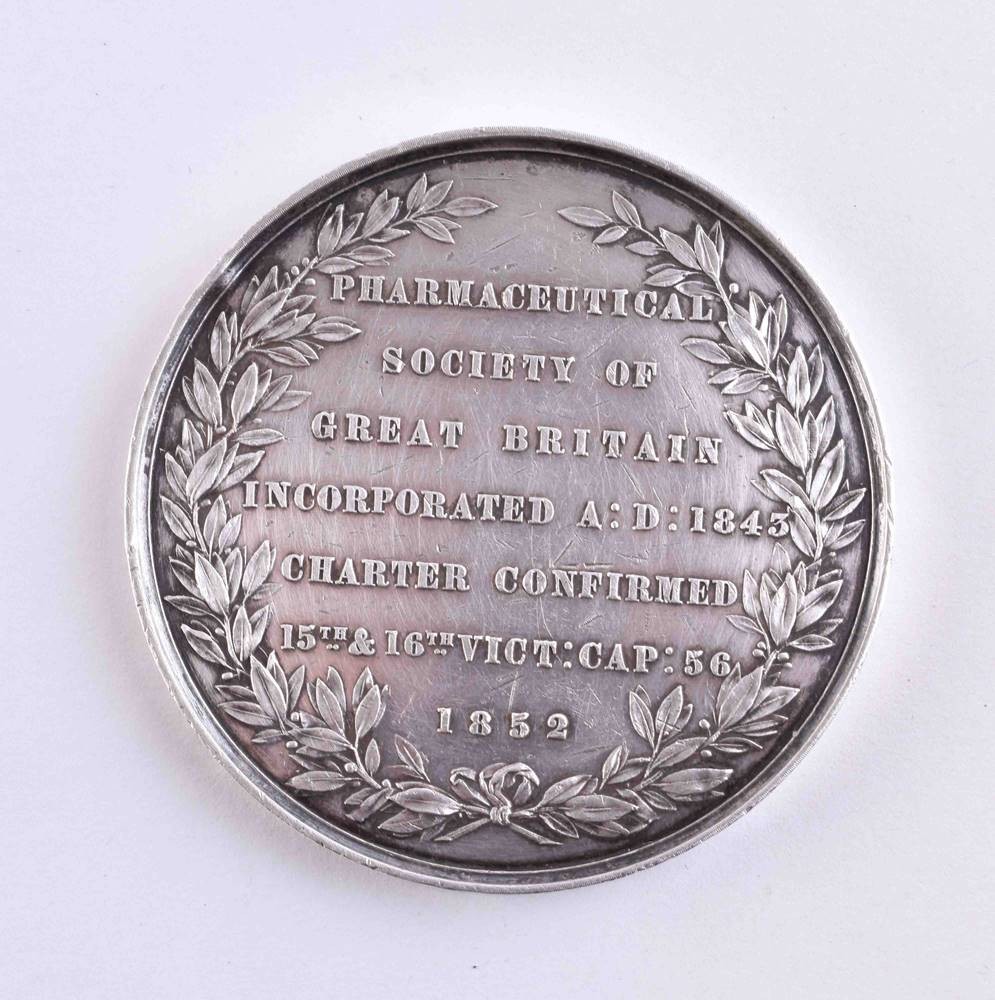 PHARMACEUTICAL
SOCIETY OF
GREAT BRITAIN
INCORPORATED A:D:1843
CHARTER CONFIRMED
15TH & 16TH VICT:CAP:56
1852